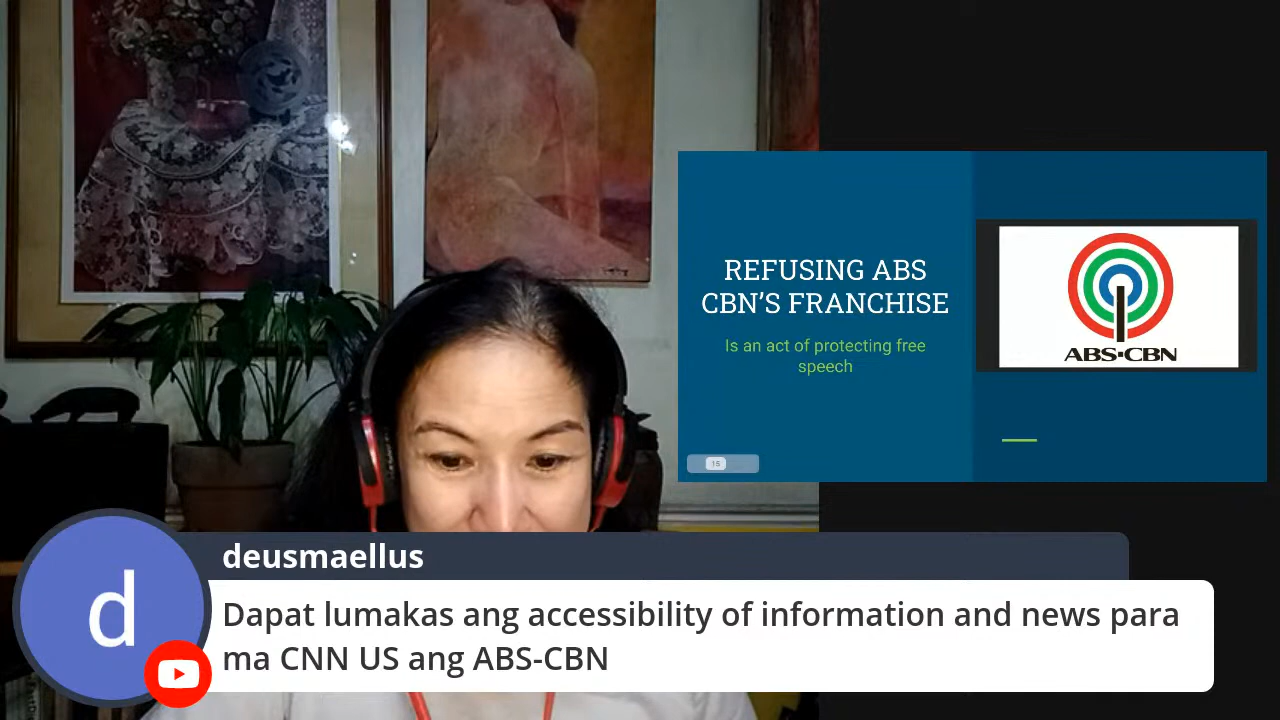 REFUSING ABS
CBN'S FRANCHISE
Is an act of protecting free
speech
ABS-CBN
15
d
deusmaellus
Dapat lumakas ang accessibility of information and news para
ma CNN US ang ABS-CBN